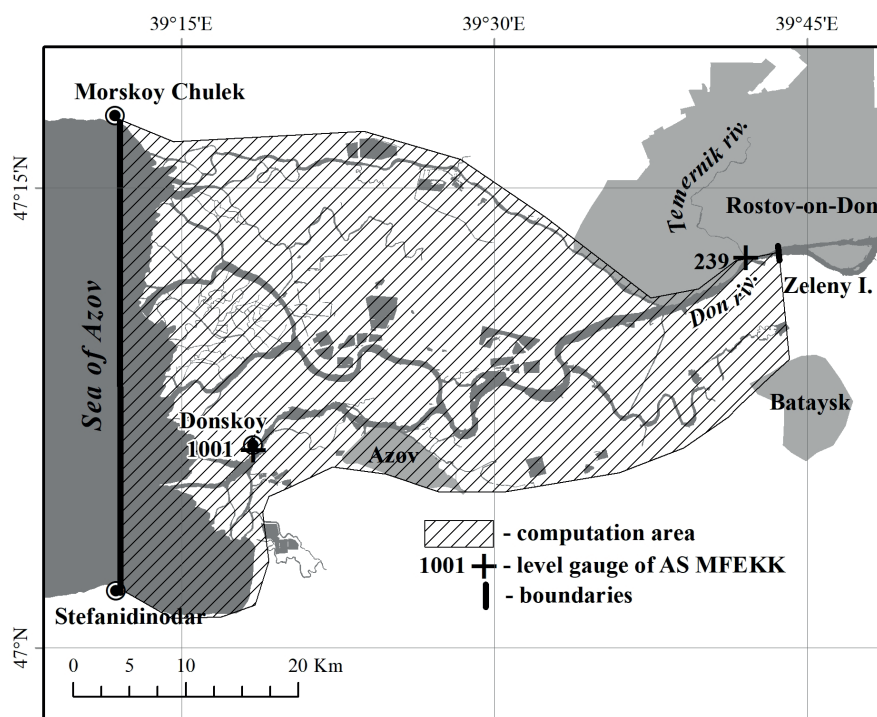 39°15'E
39°30'E
39°45'E
Morskoy Chulek
47°15'N
Temernik riv.
Rostov-on-Don
239
Zeleny I.
Don riv.
Sea of Azov
Bataysk
Donskoy
1001
Azov
- computation area
1001 - level gauge of AS MFEKK
- boundaries
Stefanidinodar
47°N
0 5 10 20 Km